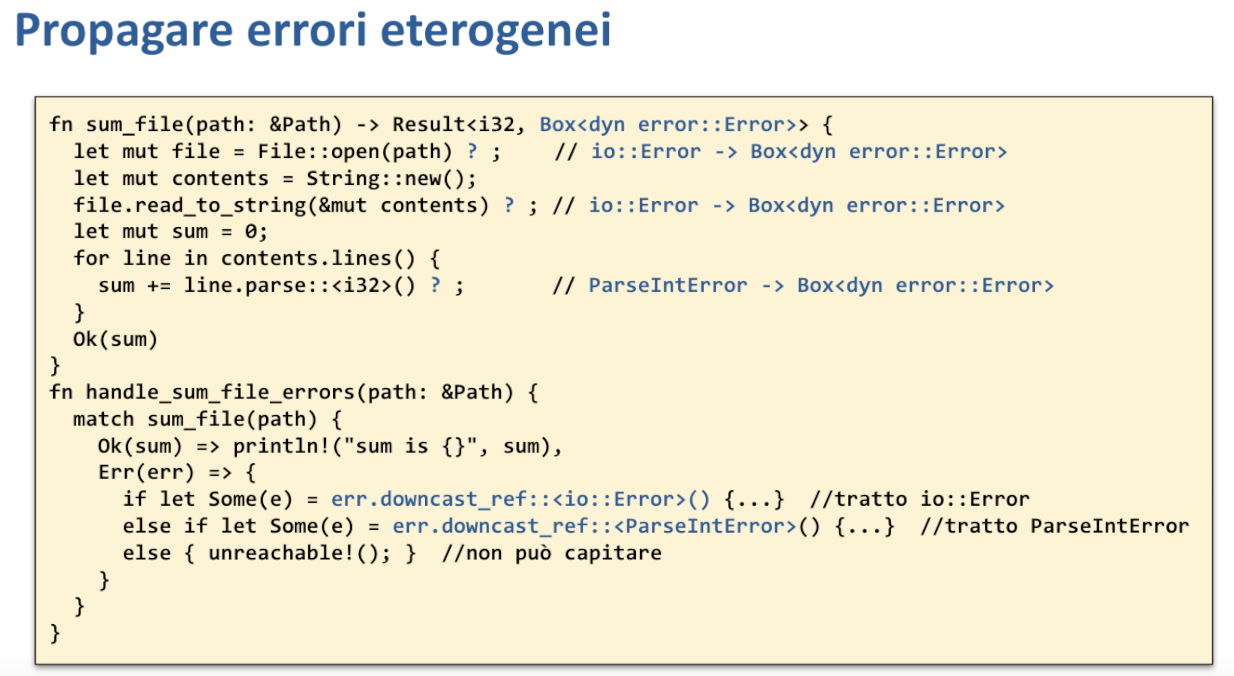 Propagare errori eterogenei
fn sum_file(path: &Path) -> Result<i32, Box<dyn error::Error>> {
  let mut file = File::open(path) ? ;    // io::Error -> Box<dyn error::Error>
  let mut contents = String::new();
  file.read_to_string(&mut contents) ? ; // io::Error -> Box<dyn error::Error>
  let mut sum = 0;
  for line in contents.lines() {
    sum += line.parse::<i32>() ? ;       // ParseIntError -> Box<dyn error::Error>
  }
  Ok(sum)
}
fn handle_sum_file_errors(path: &Path) {
  match sum_file(path) {
    Ok(sum) => println!("sum is {}", sum),
    Err(err) => {
      if let Some(e) = err.downcast_ref::<io::Error>() {...}  //tratto io::Error
      else if let Some(e) = err.downcast_ref::<ParseIntError>() {...}  //tratto ParseIntError
      else { unreachable!(); }  //non può capitare
    }
  }
}